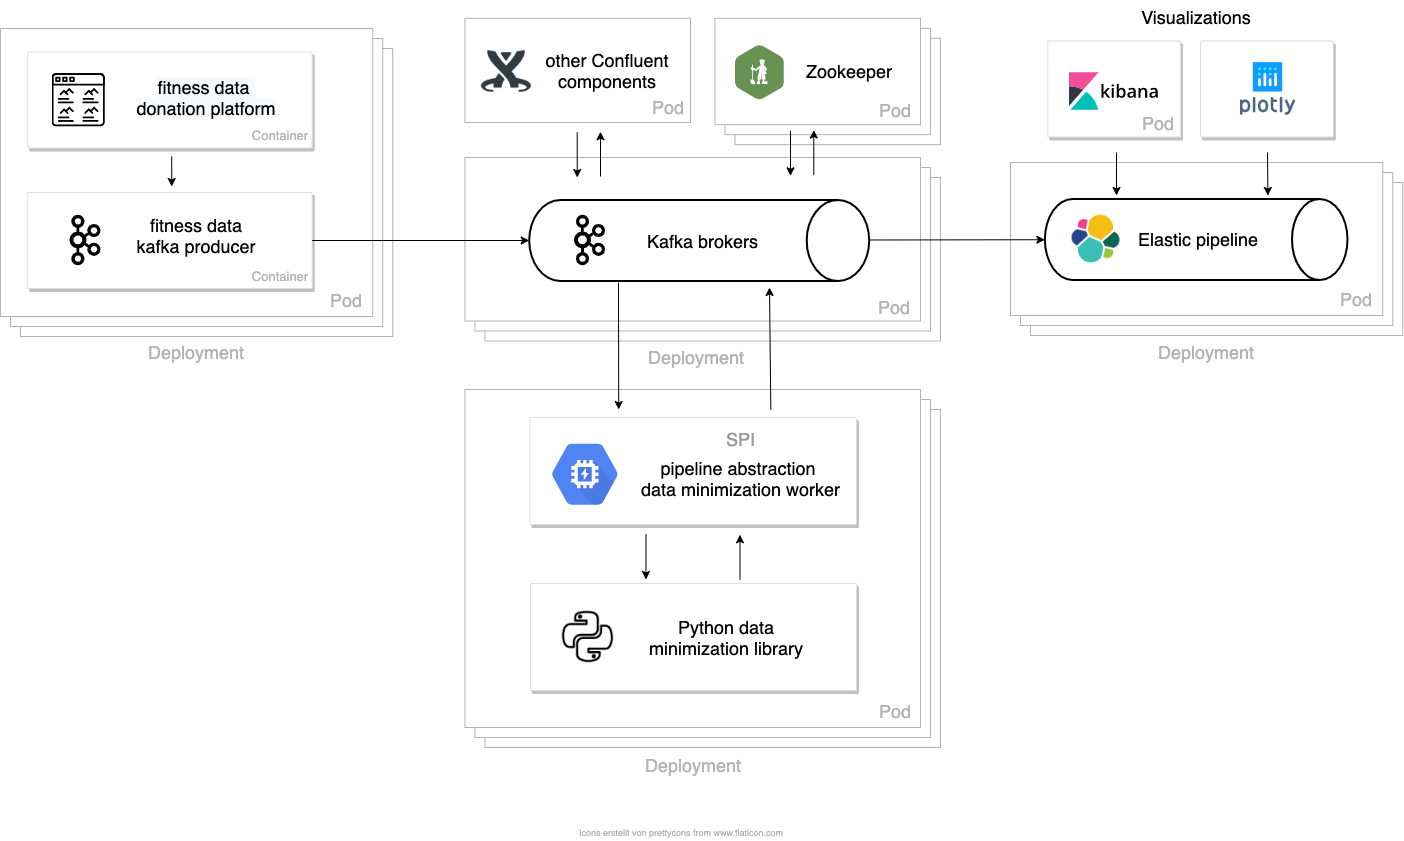 fitness data
donation platform
Container
fitness data
kafka producer
Container
Pod
Deployment
other Confluent
components
Pod
Zookeeper
Pod
Kafka brokers
Pod
Deployment
SPI
pipeline abstraction
data minimization worker
Python data
minimization library
Pod
Deployment
Visualizations
kibana
Pod
plotly
Elastic pipeline
Pod
Deployment
Icons erstellt von prettycons from www.flaticon.com